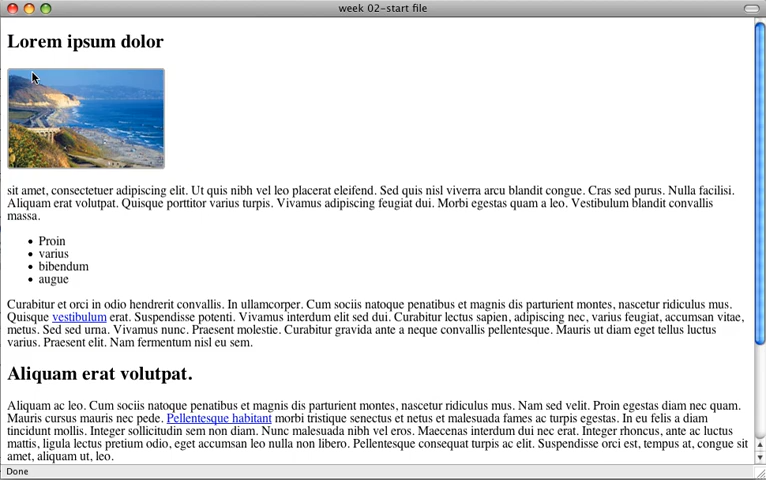 week 02-start file
Lorem ipsum dolor
sit amet, consectetuer adipiscing elit. Ut quis nibh vel leo placerat eleifend. Sed quis nisl viverra arcu blandit congue. Cras sed purus. Nulla facilisi.
Aliquam erat volutpat. Quisque porttitor varius turpis. Vivamus adipiscing feugiat dui. Morbi egestas quam a leo. Vestibulum blandit convallis
massa.
• Proin
• varius
• bibendum
• augue
Curabitur et orci in odio hendrerit convallis. In ullamcorper. Cum sociis natoque penatibus et magnis dis parturient montes, nascetur ridiculus mus.
Quisque vestibulum erat. Suspendisse potenti. Vivamus interdum elit sed dui. Curabitur lectus sapien, adipiscing nec, varius feugiat, accumsan vitae,
metus. Sed sed urna. Vivamus nunc. Praesent molestie. Curabitur gravida ante a neque convallis pellentesque. Mauris ut diam eget tellus luctus
varius. Praesent elit. Nam fermentum nisl eu sem.
Aliquam erat volutpat.
Aliquam ac leo. Cum sociis natoque penatibus et magnis dis parturient montes, nascetur ridiculus mus. Nam sed velit. Proin egestas diam nec quam.
Mauris cursus mauris nec pede. Pellentesque habitant morbi tristique senectus et netus et malesuada fames ac turpis egestas. In eu felis a diam
tincidunt mollis. Integer sollicitudin sem non diam. Nunc malesuada nibh vel eros. Maecenas interdum dui nec erat. Integer rhoncus, ante ac luctus
mattis, ligula lectus pretium odio, eget accumsan leo nulla non libero. Pellentesque consequat turpis ac elit. Suspendisse orci est, tempus at, congue sit
amet, aliquam ut, leo.
Done